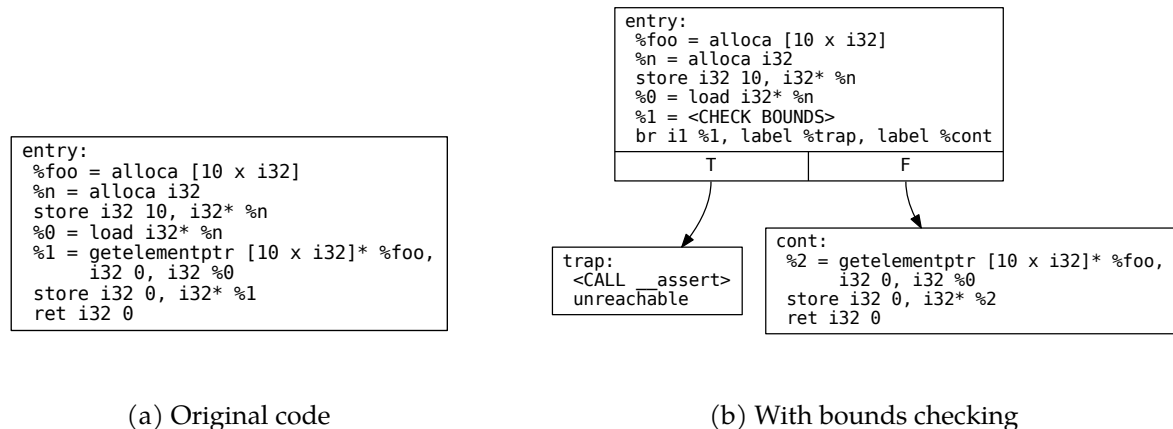 entry:
%foo = alloca [10 x i32]
%n = alloca i32
store i32 10, i32* %n
%0 = load i32* %n
%1 = getelementptr [10 x i32]* %foo,
i32 0, i32 %0
store i32 0, i32* %1
ret i32 0
(a) Original code
entry:
%foo = alloca [10 x i32]
%n = alloca i32
store i32 10, i32* %n
%0 = load i32* %n
%1 = <CHECK BOUNDS>
br i1 %1, label %trap, label %cont
T
F
trap:
<CALL __assert>
unreachable
cont:
%2 = getelementptr [10 x i32]* %foo,
i32 0, i32 %0
store i32 0, i32* %2
ret i32 0
(b) With bounds checking